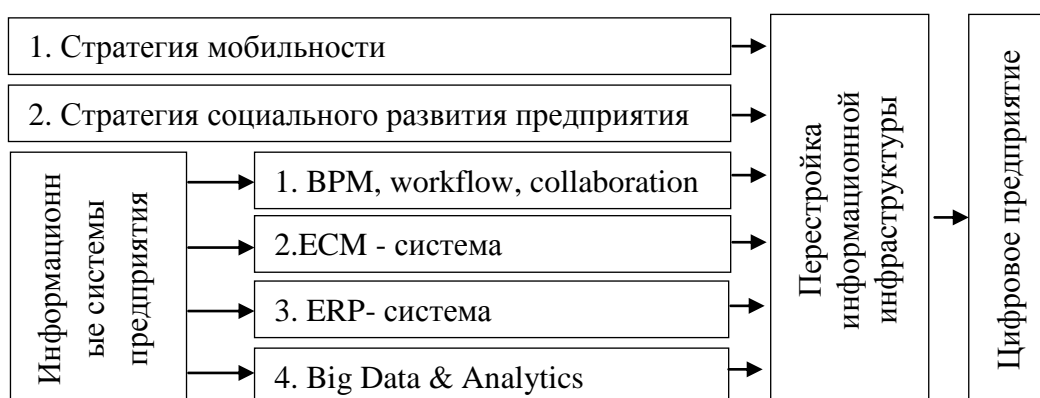 1. Стратегия мобильности
2. Стратегия социального развития предприятия
Информационн
ые системы
предприятия
1. BPM, workflow, collaboration
2.ECM - система
3. ERP- система
4. Big Data & Analytics
Перестройка
информационной
инфраструктуры
Цифровое предприятие